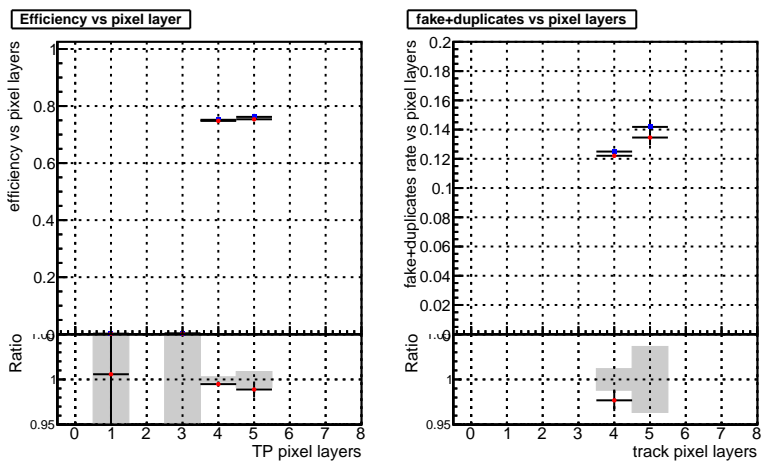 Efficiency vs pixel layer
efficiency vs pixel layers
1
0.8
0.6
0.4
0.2
Ratio
1
0.95
0 1 2 3 4 5 6 7 8
TP pixel layers
fake+duplicates vs pixel layers
fake+duplicates rate vs pixel layers
0.2
0.18
0.16
0.14
0.12
0.1
0.08
0.06
0.04
0.02
Ratio
1
0.95
0 1 2 3 4 5 6 7 8
track pixel layers